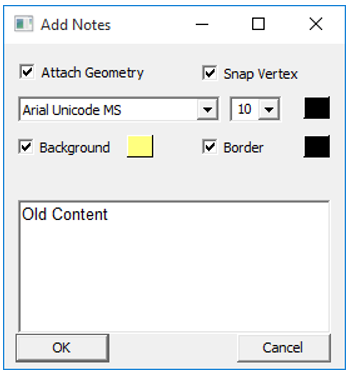 Add Notes
Attach Geometry Snap Vertex
Arial Unicode MS 10
Background Border
Old Content
OK Cancel